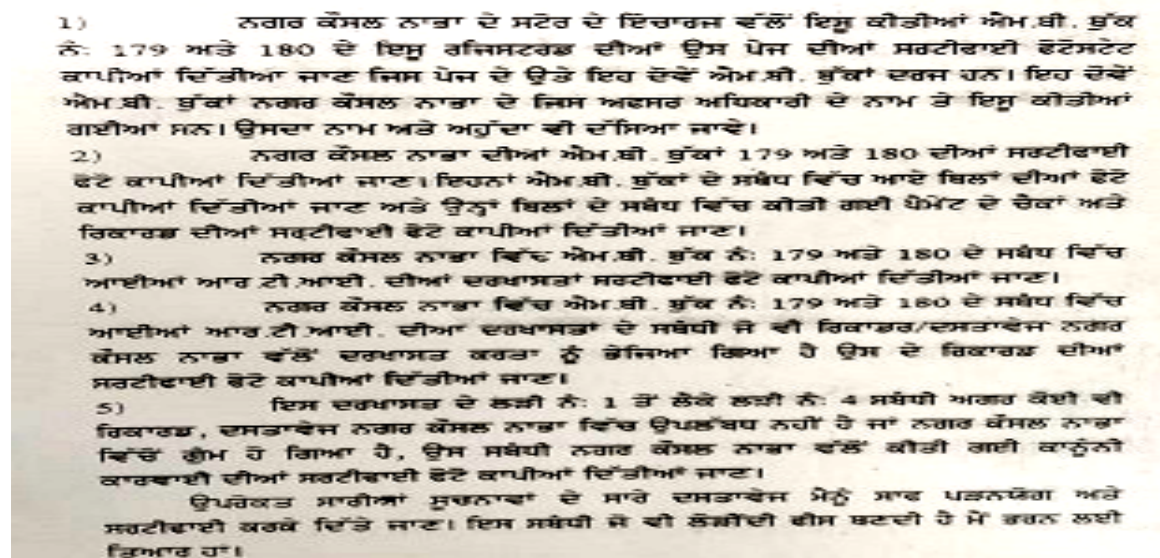 1) ਨਗਰ ਕੌਂਸਲ ਨਾਭਾ ਦੇ ਸਟੋਰ ਦੇ ਇੰਚਾਰਜ ਵੱਲੋਂ ਇਸੂ ਕੀਤੀਆਂ ਐਮ.ਬੀ. ਬੁੱਕ
ਨੰ: 179 ਅਤੇ 180 ਦੇ ਇਸੂ ਰਜਿਸਟਰਡ ਦੀਆਂ ਉਸ ਪੇਜ ਦੀਆਂ ਸਰਟੀਫਾਈ ਫੋਟੋਸਟੇਟ
ਕਾਪੀਆਂ ਦਿੱਤੀਆ ਜਾਣ ਜਿਸ ਪੇਜ ਦੇ ਉਤੇ ਇਹ ਦੋਵੇਂ ਐਮ.ਬੀ. ਬੁੱਕਾਂ ਦਰਜ ਹਨ। ਇਹ ਦੋਵੇਂ
ਐਮ.ਬੀ. ਬੁੱਕਾਂ ਨਗਰ ਕੌਂਸਲ ਨਾਭਾ ਦੇ ਜਿਸ ਅਫਸਰ ਅਧਿਕਾਰੀ ਦੇ ਨਾਮ ਤੇ ਇਸੂ ਕੀਤੀਆਂ
ਗਈਆਂ ਸਨ। ਉਸਦਾ ਨਾਮ ਅਤੇ ਅਹੁੱਦਾ ਵੀ ਦੱਸਿਆ ਜਾਵੇ।
2) ਨਗਰ ਕੌਂਸਲ ਨਾਭਾ ਦੀਆਂ ਐਮ.ਬੀ. ਬੁੱਕਾਂ 179 ਅਤੇ 180 ਦੀਆਂ ਸਰਟੀਫਾਈ
ਫੋਟੋ ਕਾਪੀਆਂ ਦਿੱਤੀਆਂ ਜਾਣ। ਇਹਨਾਂ ਐਮ.ਬੀ. ਬੁੱਕਾਂ ਦੇ ਸਬੰਧ ਵਿੱਚ ਆਏ ਬਿਲਾਂ ਦੀਆਂ ਫੋਟੋ
ਕਾਪੀਆਂ ਦਿੱਤੀਆਂ ਜਾਣ ਅਤੇ ਉਨ੍ਹਾਂ ਬਿਲਾਂ ਦੇ ਸਬੰਧ ਵਿੱਚ ਕੀਤੀ ਗਈ ਪੇਮੇਂਟ ਦੇ ਚੈਕਾਂ ਅਤੇ
ਰਿਕਾਰਡ ਦੀਆਂ ਸਰਟੀਫਾਈ ਫੋਟੋ ਕਾਪੀਆਂ ਦਿੱਤੀਆਂ ਜਾਣ।
3) ਨਗਰ ਕੌਂਸਲ ਨਾਭਾ ਵਿੱਚ ਐਮ.ਬੀ. ਬੁੱਕ ਨੰ: 179 ਅਤੇ 180 ਦੇ ਸਬੰਧ ਵਿੱਚ
ਆਈਆਂ ਆਰ.ਟੀ.ਆਈ. ਦੀਆਂ ਦਰਖਾਸਤਾਂ ਸਰਟੀਫਾਈ ਫੋਟੋ ਕਾਪੀਆਂ ਦਿੱਤੀਆਂ ਜਾਣ।
4) ਨਗਰ ਕੌਂਸਲ ਨਾਭਾ ਵਿੱਚ ਐਮ.ਬੀ. ਬੁੱਕ ਨੰ: 179 ਅਤੇ 180 ਦੇ ਸਬੰਧ ਵਿੱਚ
ਆਈਆਂ ਆਰ.ਟੀ.ਆਈ. ਦੀਆ ਦਰਖਾਸਤਾਂ ਦੇ ਸਬੰਧੀ ਜੋ ਵੀ ਰਿਕਾਡਰ/ਦਸਤਾਵੇਜ ਨਗਰ
ਕੌਂਸਲ ਨਾਭਾ ਵੱਲੋਂ ਦਰਖਾਸਤ ਕਰਤਾ ਨੂੰ ਭੇਜਿਆ ਗਿਆ ਹੈ ਉਸ ਦੇ ਰਿਕਾਰਡ ਦੀਆਂ
ਸਰਟੀਫਾਈ ਫੋਟੋ ਕਾਪੀਆਂ ਦਿੱਤੀਆਂ ਜਾਣ।
5) ਇਸ ਦਰਖਾਸਤ ਦੇ ਲੜੀ ਨੰ: 1 ਤੋਂ ਲੈਕੇ ਲੜੀ ਨੰ: 4 ਸਬੰਧੀ ਅਗਰ ਕੋਈ ਵੀ
ਰਿਕਾਰਡ, ਦਸਤਾਵੇਜ ਨਗਰ ਕੌਂਸਲ ਨਾਭਾ ਵਿੱਚ ਉਪਲੱਬਧ ਨਹੀਂ ਹੈ ਜਾਂ ਨਗਰ ਕੌਂਸਲ ਨਾਭਾ
ਵਿੱਚੋਂ ਗੁੰਮ ਹੋ ਗਿਆ ਹੈ, ਉਸ ਸਬੰਧੀ ਨਗਰ ਕੌਂਸਲ ਨਾਭਾ ਵੱਲੋਂ ਕੀਤੀ ਗਈ ਕਾਨੂੰਨੀ
ਕਾਰਵਾਈ ਦੀਆਂ ਸਰਟੀਫਾਈ ਫੋਟੋ ਕਾਪੀਆਂ ਦਿੱਤੀਆਂ ਜਾਣ।
ਉਪਰੋਕਤ ਸਾਰੀਆਂ ਸੂਚਨਾਵਾਂ ਦੇ ਸਾਰੇ ਦਸਤਾਵੇਜ ਮੈਨੂੰ ਸਾਫ ਪੜਨਯੋਗ ਅਤੇ
ਸਰਟੀਫਾਈ ਕਰਕੇ ਦਿੱਤੇ ਜਾਣ। ਇਸ ਸਬੰਧੀ ਜੋ ਵੀ ਲੋੜੀਂਦੀ ਫੀਸ ਬਣਦੀ ਹੈ ਮੈਂ ਭਰਨ ਲਈ
ਤਿਆਰ ਹਾਂ।